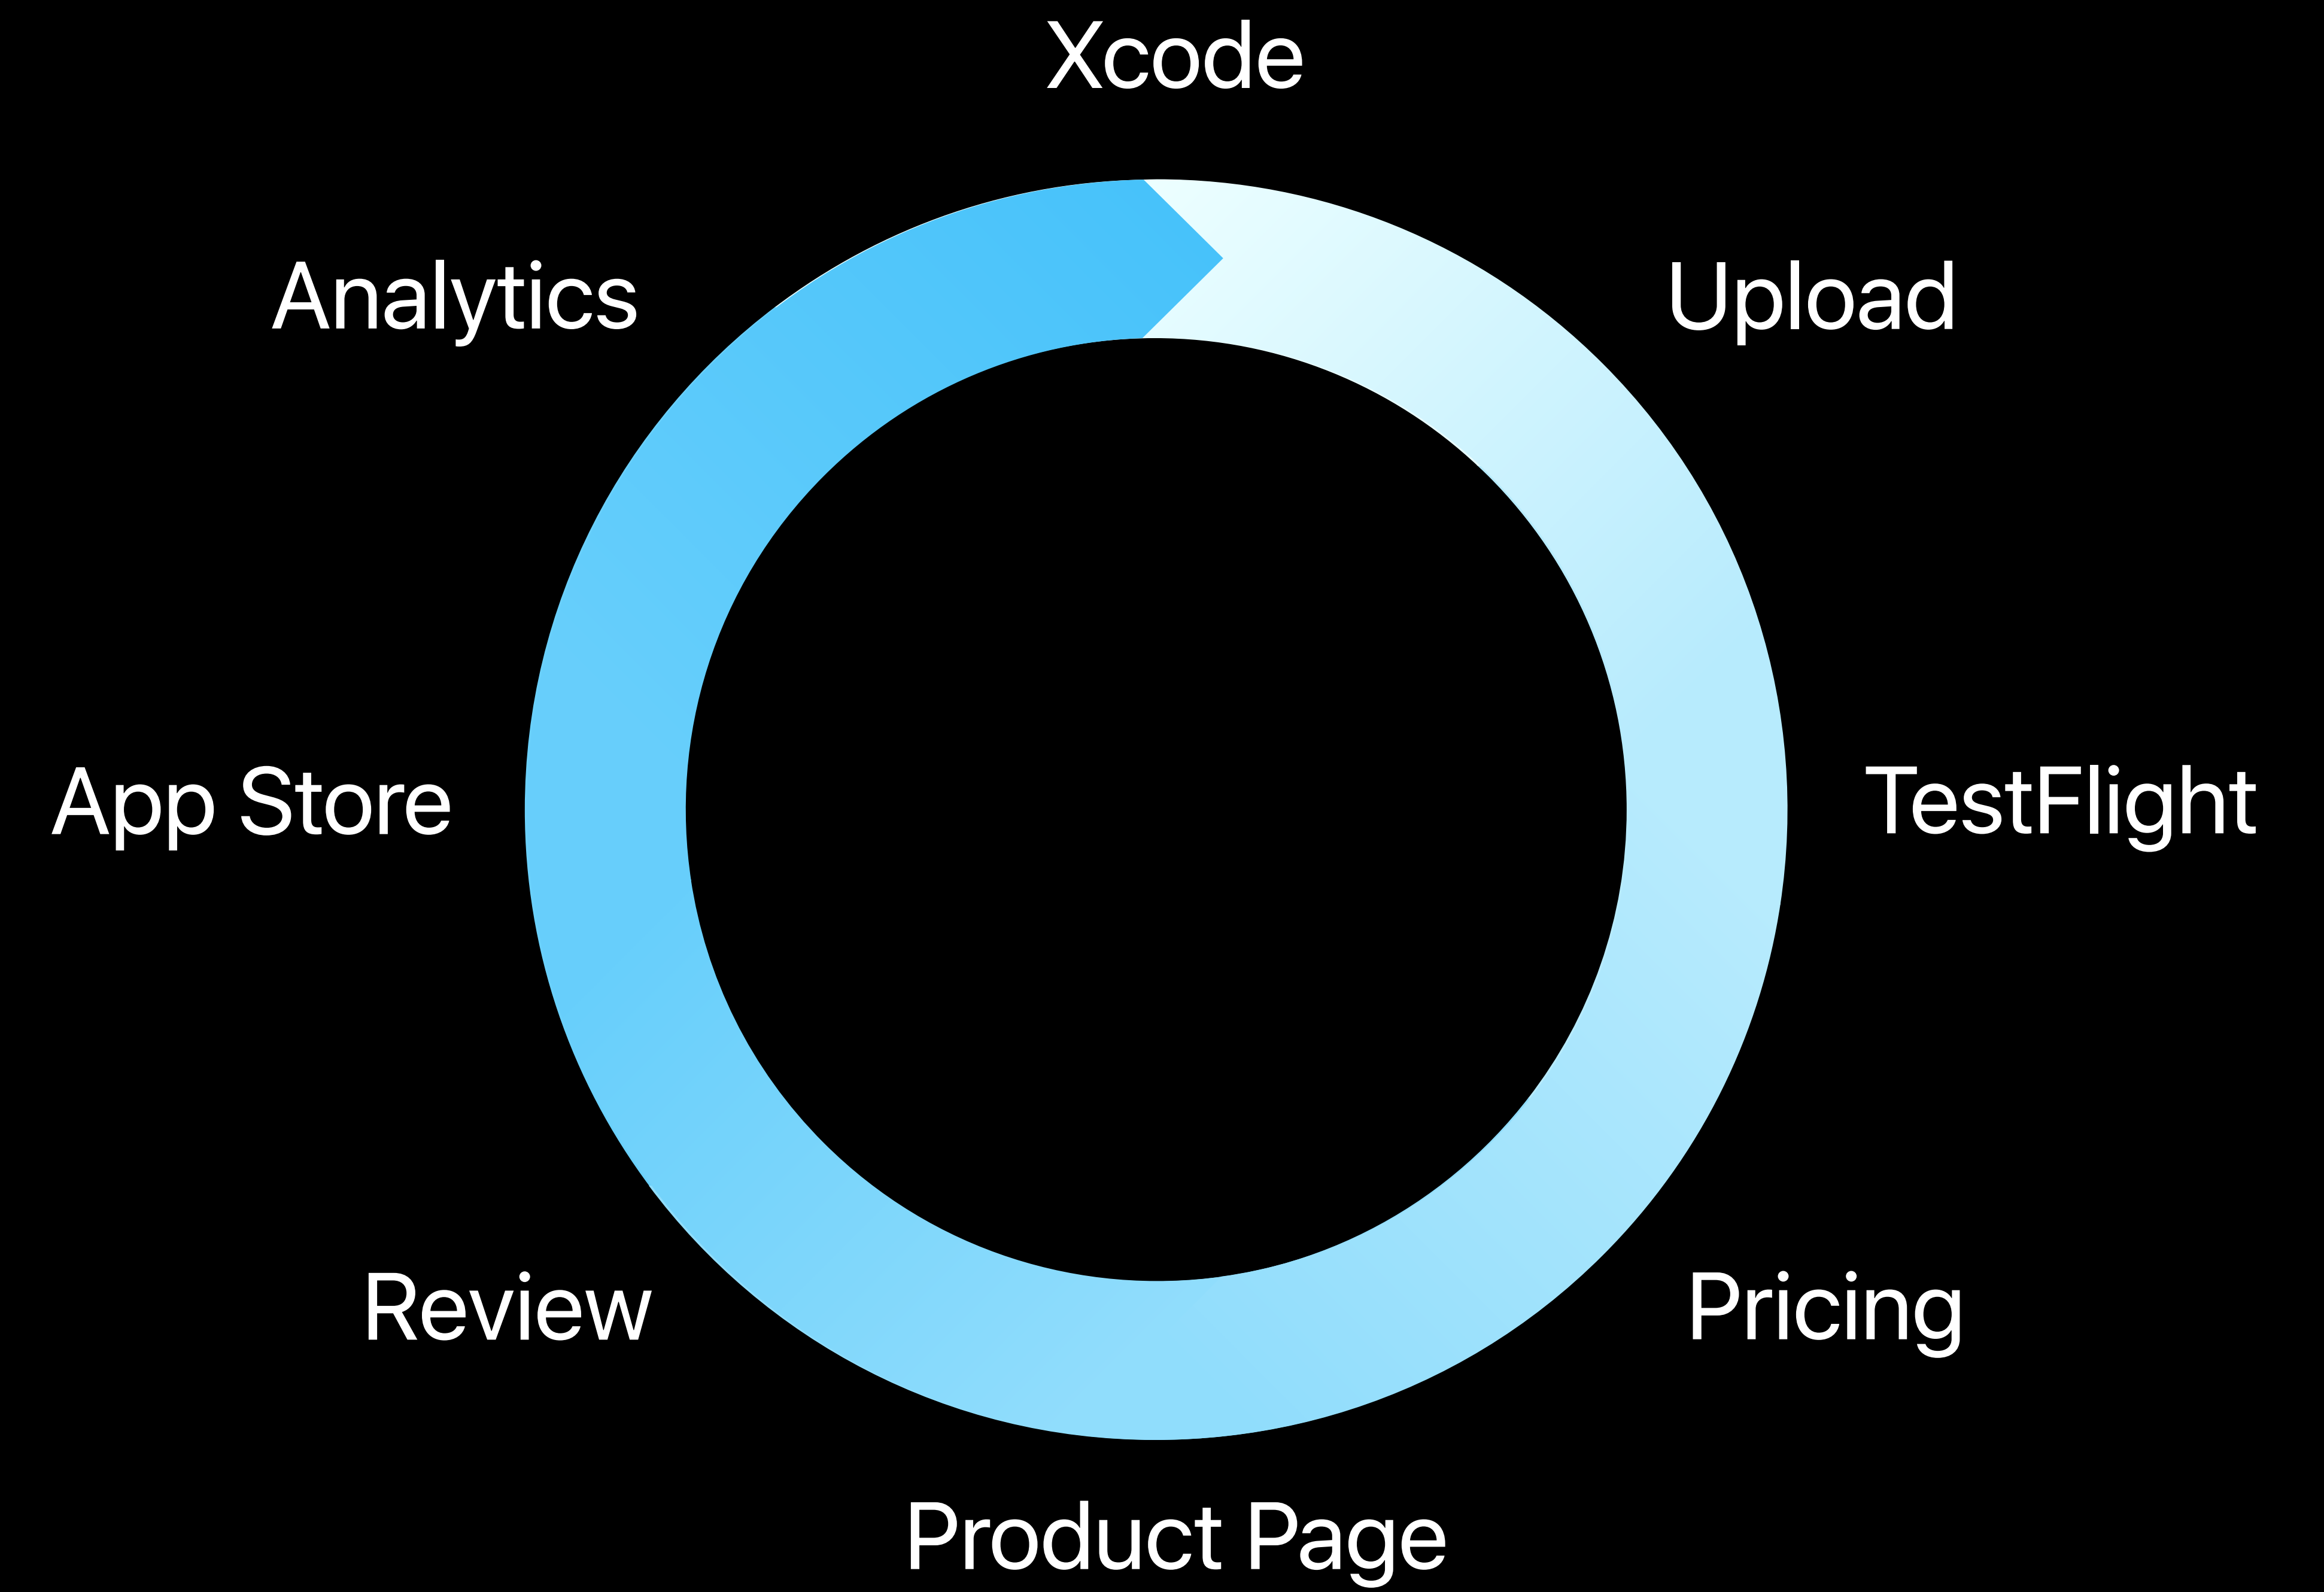 Xcode
Upload
TestFlight
Pricing
Product Page
Review
App Store
Analytics